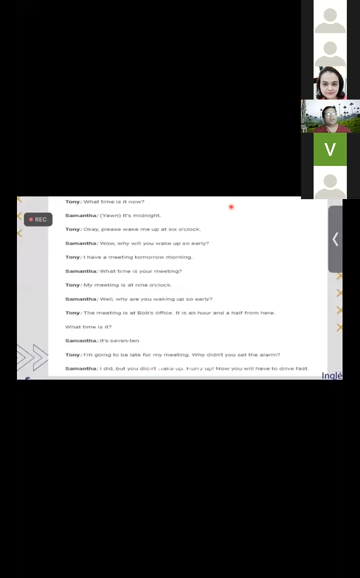 V
Tony: What time is it now?
Samantha: (Yawn) It's midnight.
REC
Tony: Okay, please wake me up at six o'clock.
Samantha: Wow, why will you wake up so early?
Tony: I have a meeting tomorrow morning.
Samantha: What time is your meeting?
Tony: My meeting is at nine o'clock.
Samantha: Well, why are you waking up so early?
Tony: The meeting is at Bob's office. It is an hour and a half from here.
What time is it?
Samantha: It's seven-ten.
Tony: I'm going to be late for my meeting. Why didn't you set the alarm?
Samantha: I did, but you didn't wake up. Hurry up! Now you will have to drive fast.
Inglé